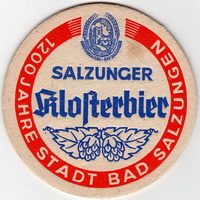 SALZUNGER
Klosterbier
1200 JAHRE STADT BAD SALZUNGEN